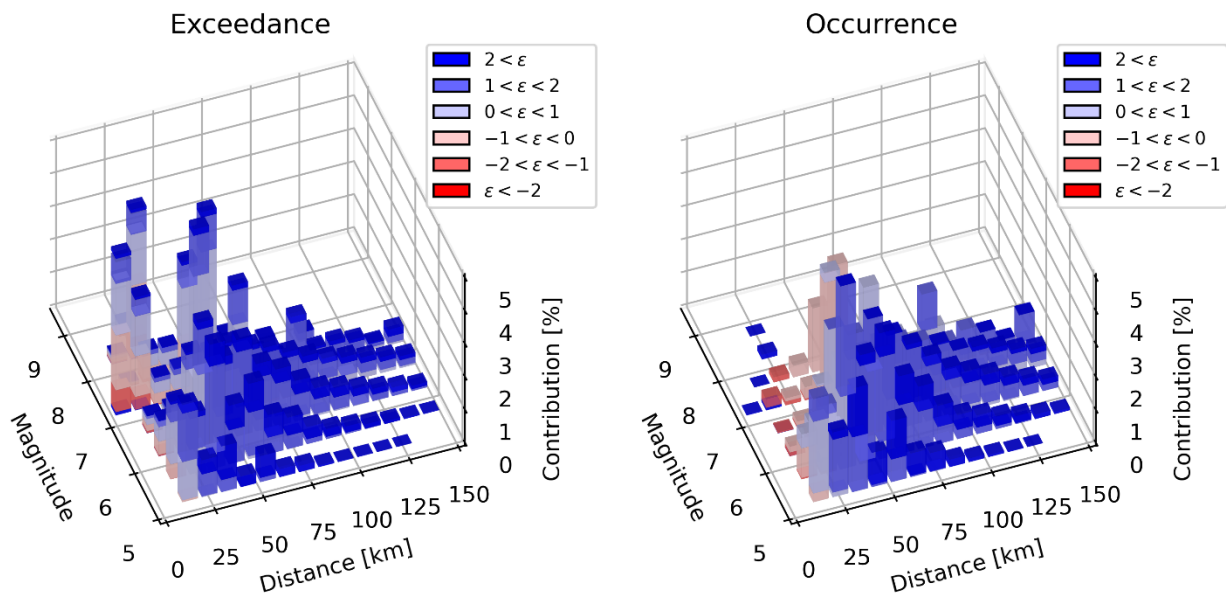 Exceedance
2 < ε
1 < ε < 2
0 < ε < 1
−1 < ε < 0
−2 < ε < −1
ε < −2
5
4
3
2
1
0
Contribution [%]
9
8
7
6
5
Magnitude
0
25
50
75
100
125
150
Distance [km]
Occurrence
2 < ε
1 < ε < 2
0 < ε < 1
−1 < ε < 0
−2 < ε < −1
ε < −2
5
4
3
2
1
0
Contribution [%]
9
8
7
6
5
Magnitude
0
25
50
75
100
125
150
Distance [km]